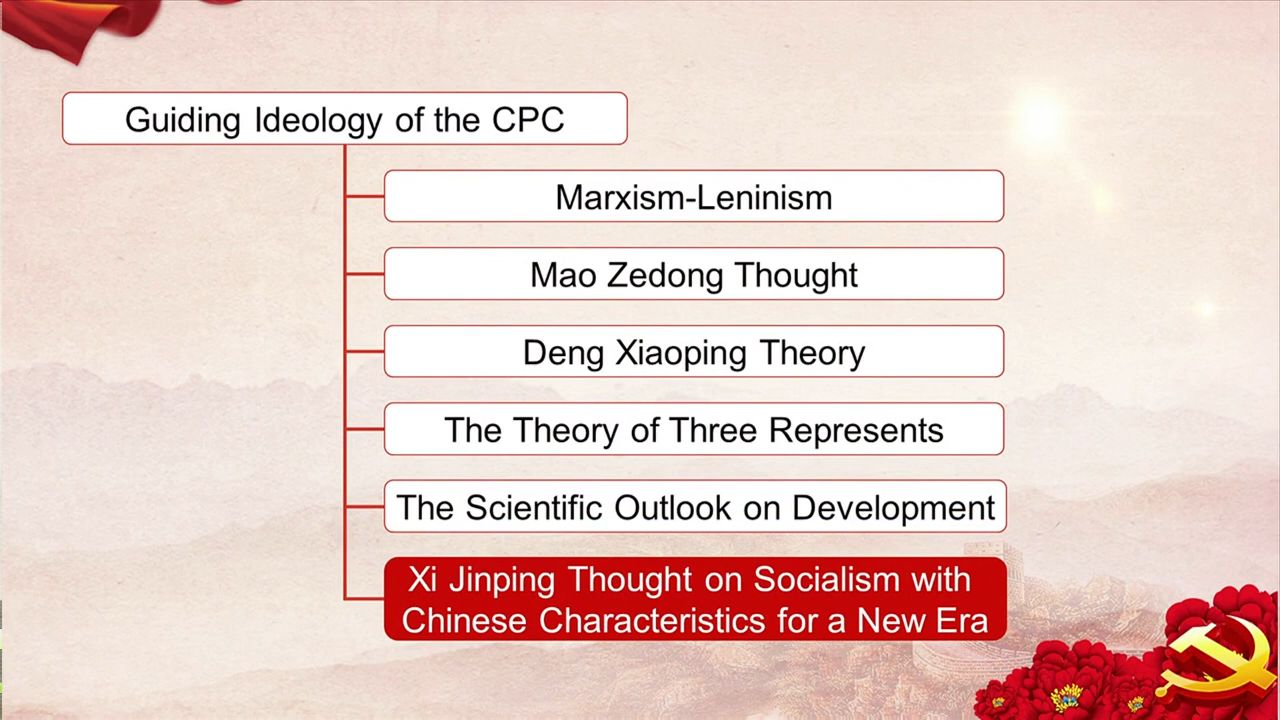 Guiding Ideology of the CPC
Marxism-Leninism
Mao Zedong Thought
Deng Xiaoping Theory
The Theory of Three Represents
The Scientific Outlook on Development
Xi Jinping Thought on Socialism with
Chinese Characteristics for a New Era